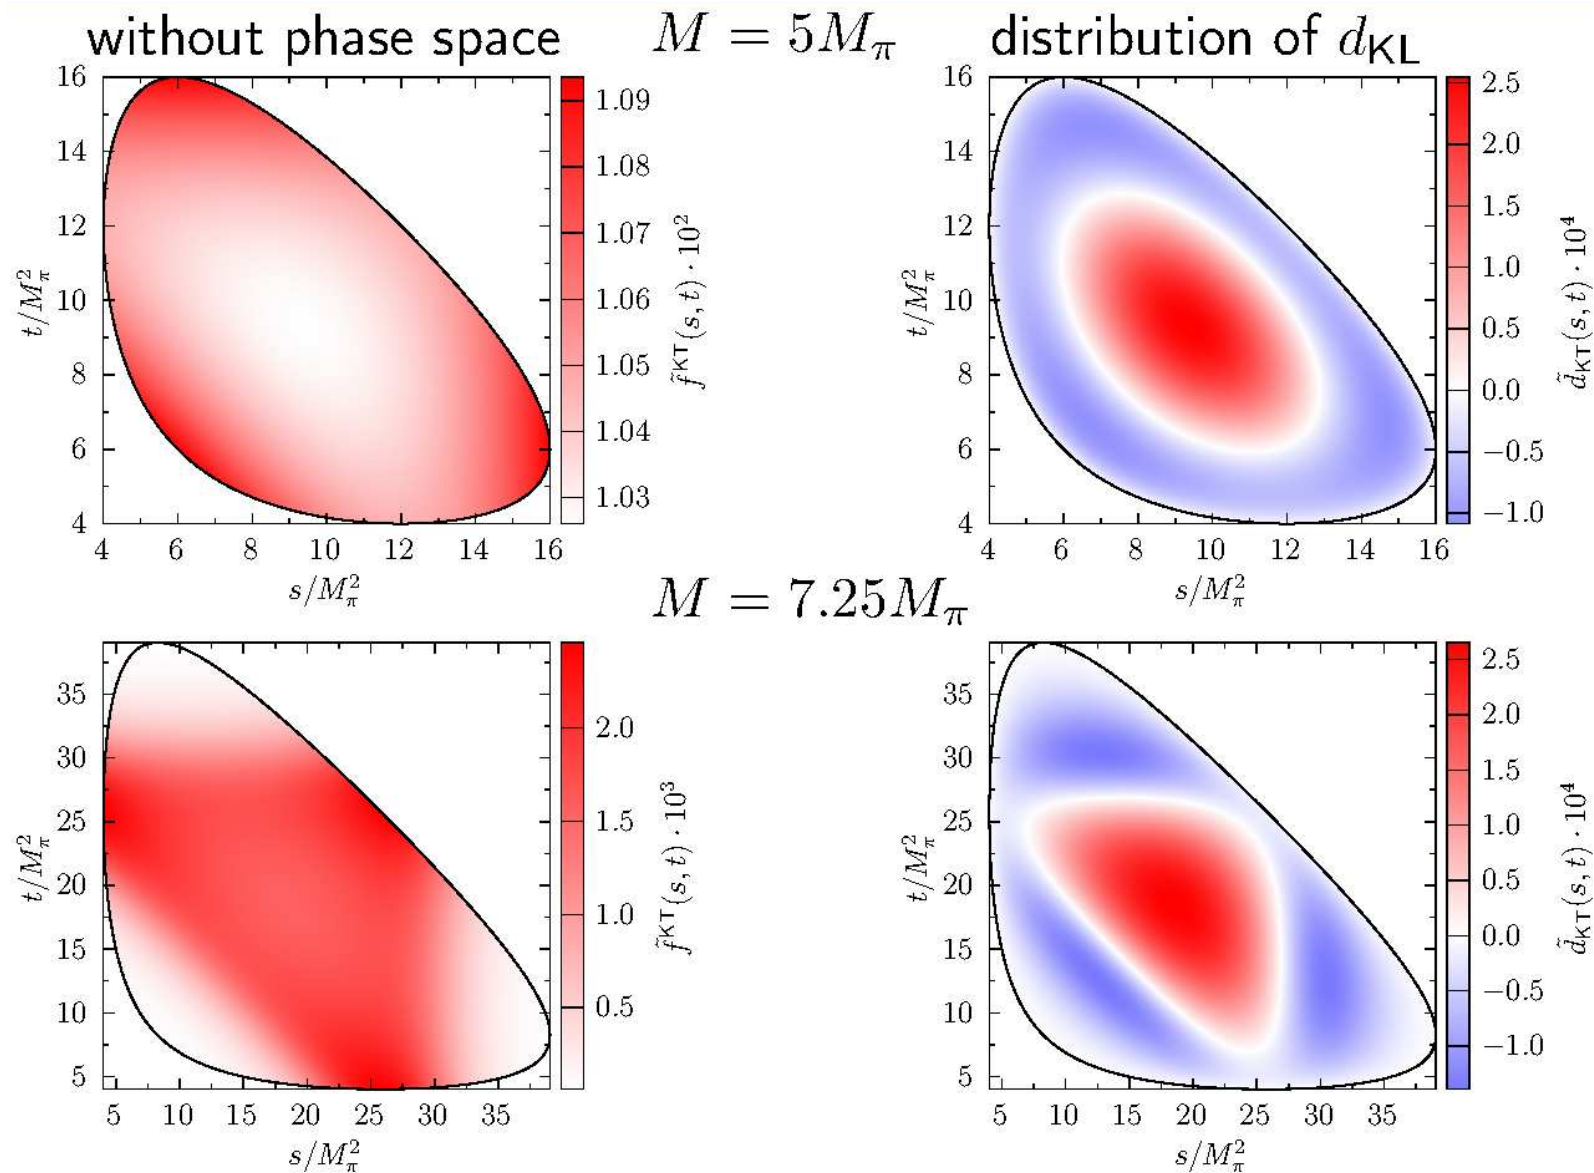 without phase space
M = 5M_π
distribution of d_KL
16
14
12
10
8
6
4
t/M_π^2
4 6 8 10 12 14 16
s/M_π^2
1.09
1.08
1.07
1.06
1.05
1.04
1.03
f̃^KT(s, t) · 10^2
16
14
12
10
8
6
4
t/M_π^2
4 6 8 10 12 14 16
s/M_π^2
2.5
2.0
1.5
1.0
0.5
0.0
−0.5
−1.0
d̃_KT(s, t) · 10^4
M = 7.25M_π
35
30
25
20
15
10
5
t/M_π^2
5 10 15 20 25 30 35
s/M_π^2
2.0
1.5
1.0
0.5
f̃^KT(s, t) · 10^3
35
30
25
20
15
10
5
t/M_π^2
5 10 15 20 25 30 35
s/M_π^2
2.5
2.0
1.5
1.0
0.5
0.0
−0.5
−1.0
d̃_KT(s, t) · 10^4